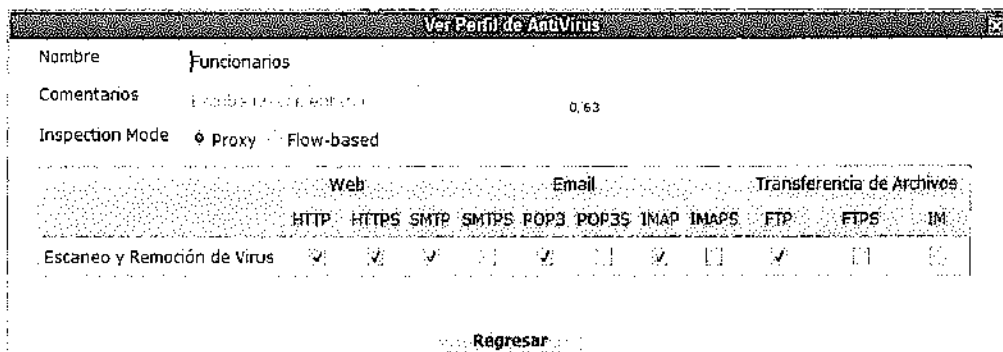 Ver Perfil de AntiVirus
Nombre Funcionarios
Comentarios 0/63
Inspection Mode Proxy Flow-based
Web Email Transferencia de Archivos
HTTP HTTPS SMTP SMTPS POP3 POP3S IMAP IMAPS FTP FTPS IM
Escaneo y Remoción de Virus
Regresar